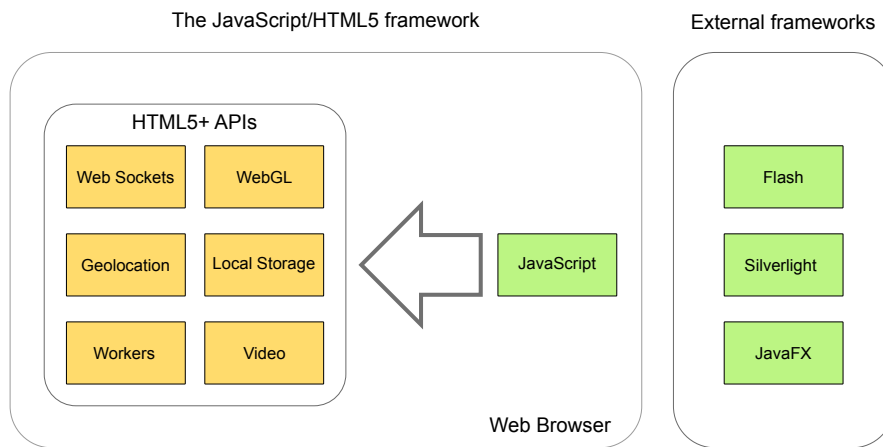 The JavaScript/HTML5 framework
External frameworks
HTML5+ APIs
Web Sockets
WebGL
Flash
Geolocation
Local Storage
JavaScript
Silverlight
Workers
Video
JavaFX
Web Browser